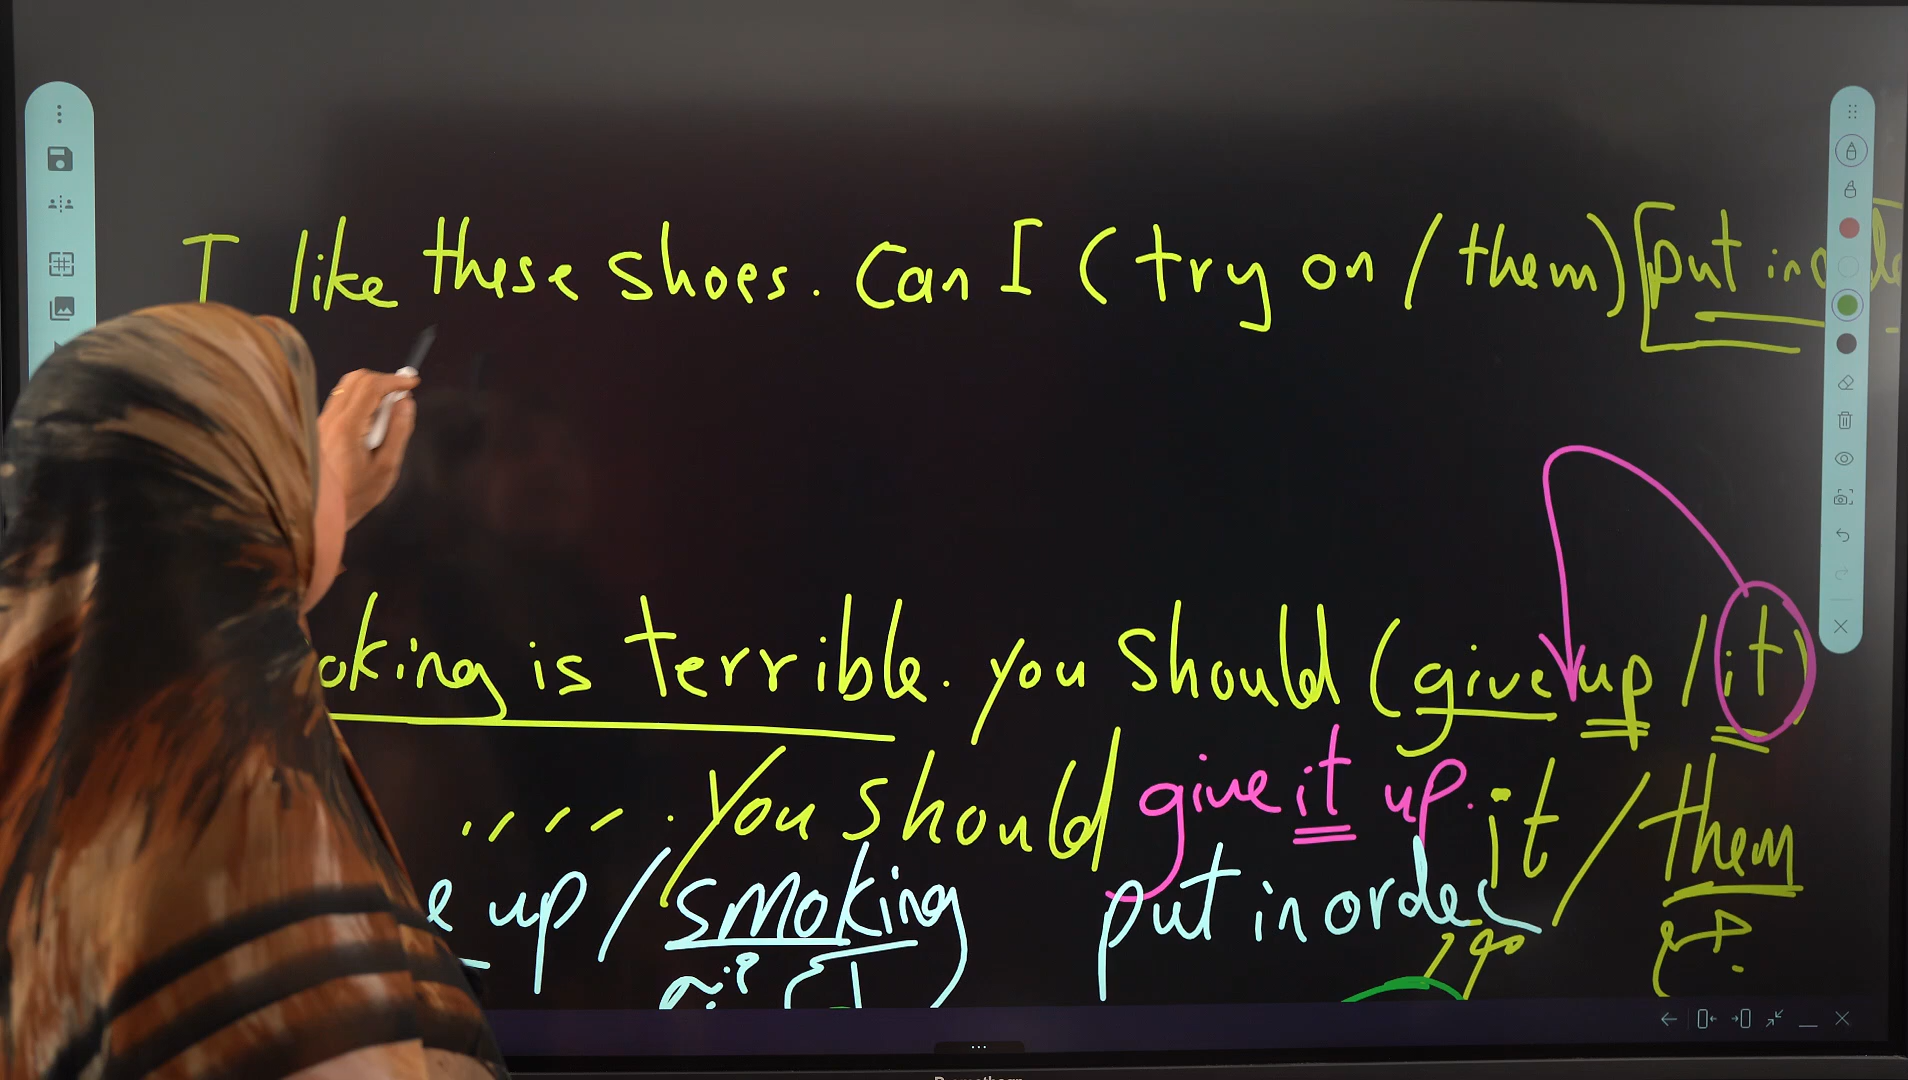 I like these shoes. Can I (try on / them) [put in
oking is terrible. you should (give up / it)
. you should give it up. it / them
e up / smoking) put in order